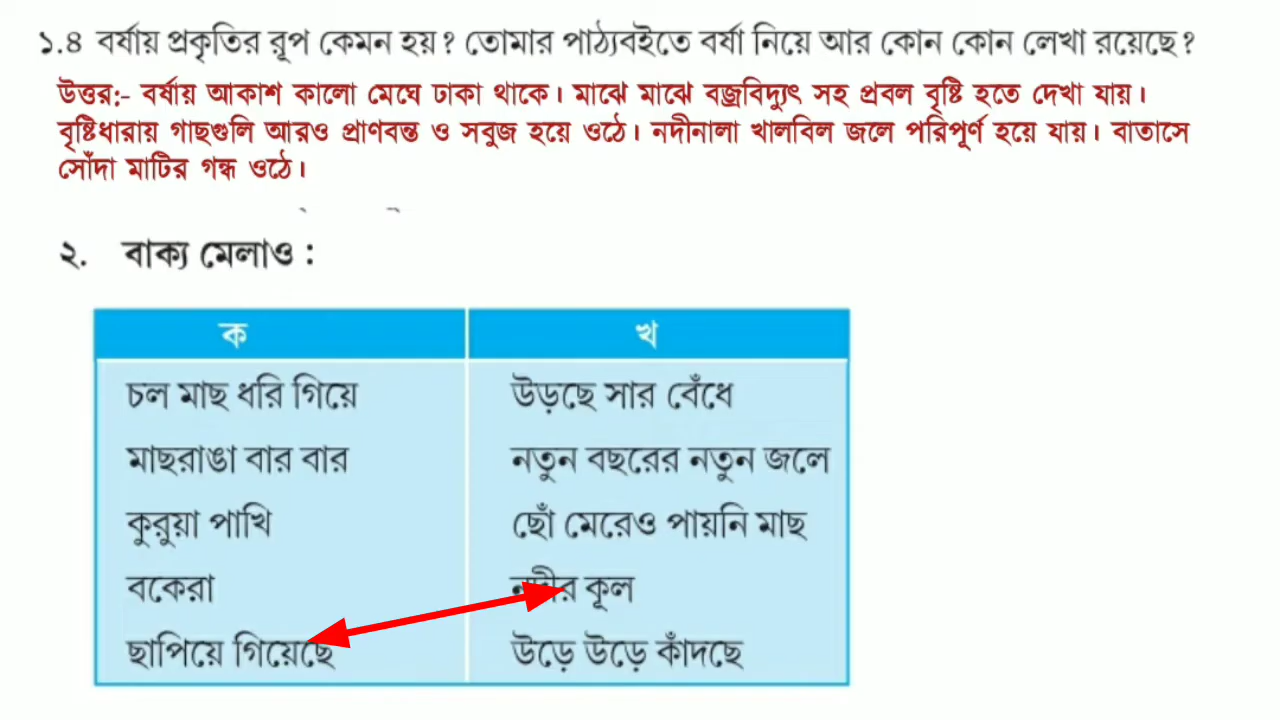 ১.৪ বর্ষায় প্রকৃতির রূপ কেমন হয়? তোমার পাঠ্যবইতে বর্ষা নিয়ে আর কোন কোন লেখা রয়েছে?
উত্তর:- বর্ষায় আকাশ কালো মেঘে ঢাকা থাকে। মাঝে মাঝে বজ্রবিদ্যুৎ সহ প্রবল বৃষ্টি হতে দেখা যায়।
বৃষ্টিধারায় গাছগুলি আরও প্রাণবন্ত ও সবুজ হয়ে ওঠে। নদীনালা খালবিল জলে পরিপূর্ণ হয়ে যায়। বাতাসে
সোঁদা মাটির গন্ধ ওঠে।
২. বাক্য মেলাও :
ক খ
চল মাছ ধরি গিয়ে উড়ছে সার বেঁধে
মাছরাঙা বার বার নতুন বছরের নতুন জলে
কুরুয়া পাখি ছোঁ মেরেও পায়নি মাছ
বকেরা নদীর কূল
ছাপিয়ে গিয়েছে উড়ে উড়ে কাঁদছে